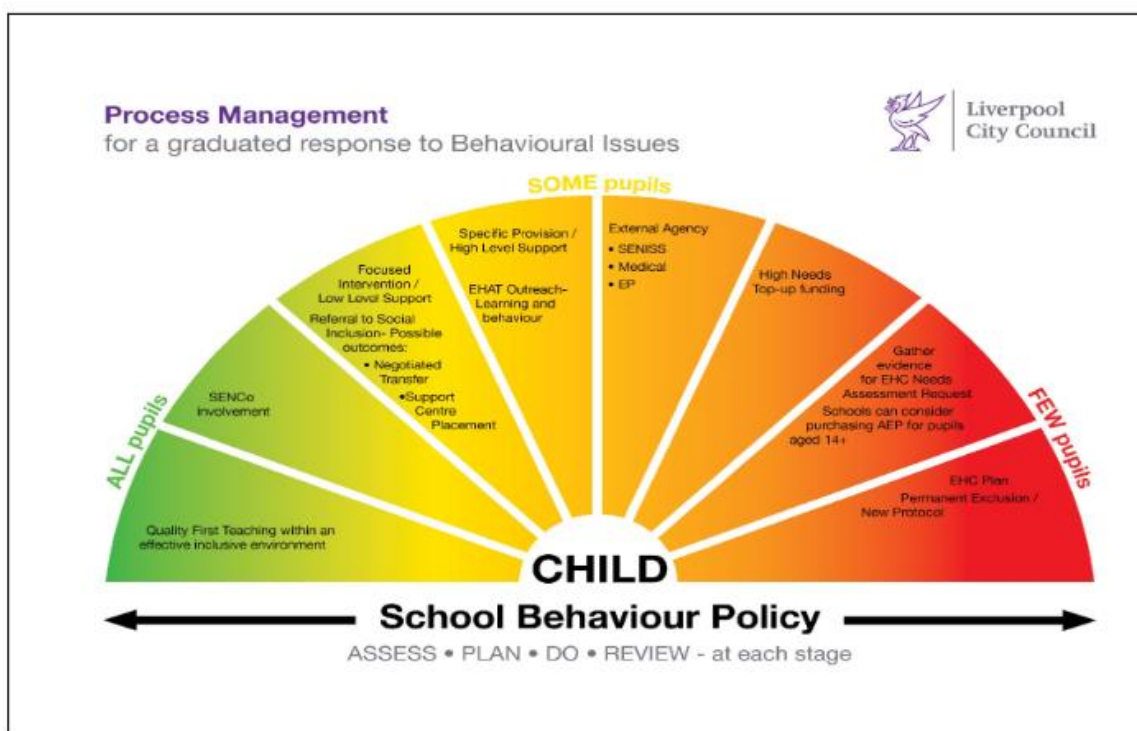 Process Management
for a graduated response to Behavioural Issues
Liverpool
City Council
ALL pupils
SOME pupils
FEW pupils
Quality First Teaching within an
effective inclusive environment
SENCo
involvement
Focused
Intervention /
Low Level Support
Referral to Social
Inclusion- Possible
outcomes:
• Negotiated
Transfer
•Support
Centre
Placement
Specific Provision /
High Level Support
EHAT Outreach-
Learning and
behaviour
External Agency
• SENISS
• Medical
• EP
High Needs
Top-up funding
Gather
evidence
for EHC Needs
Assessment Request
Schools can consider
purchasing AEP for pupils
aged 14+
EHC Plan
Permanent Exclusion /
New Protocol
CHILD
School Behaviour Policy
ASSESS • PLAN • DO • REVIEW - at each stage